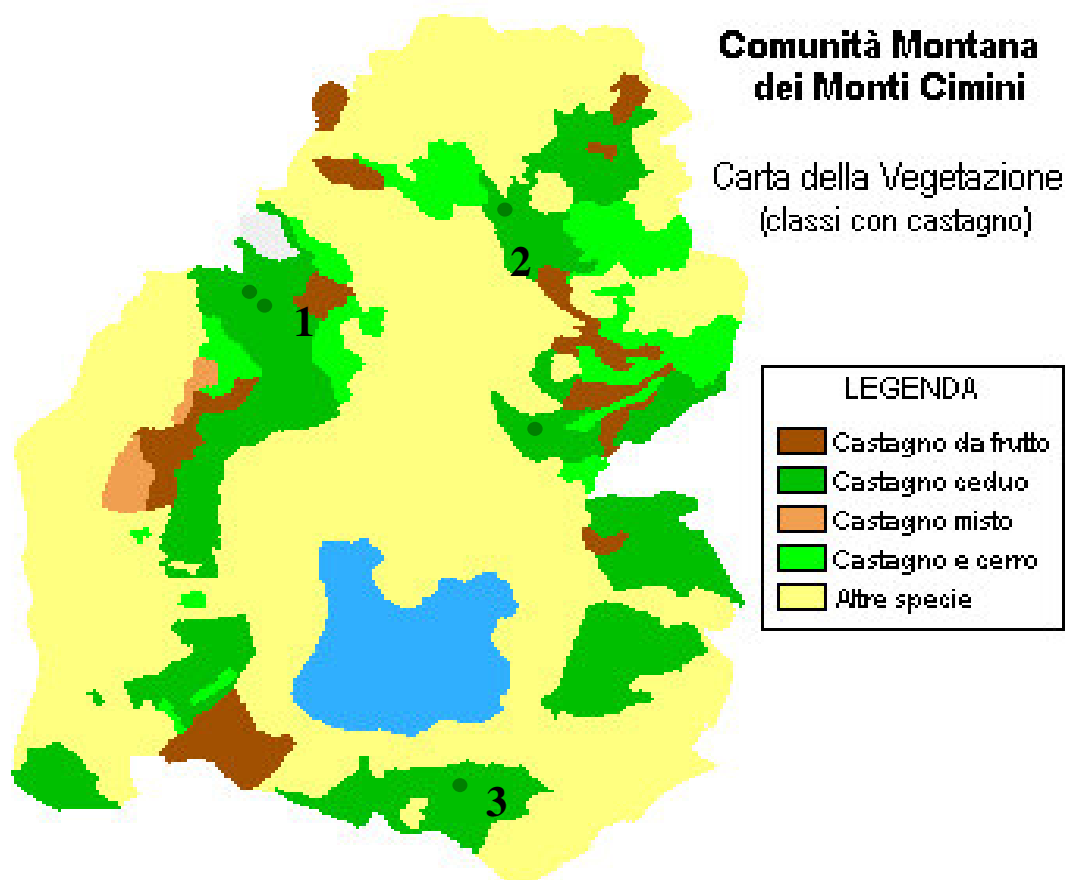 Comunità Montana
dei Monti Cimini
Carta della Vegetazione
(classi con castagno)
2
1
LEGENDA
Castagno da frutto
Castagno ceduo
Castagno misto
Castagno e cerro
Altre specie
3